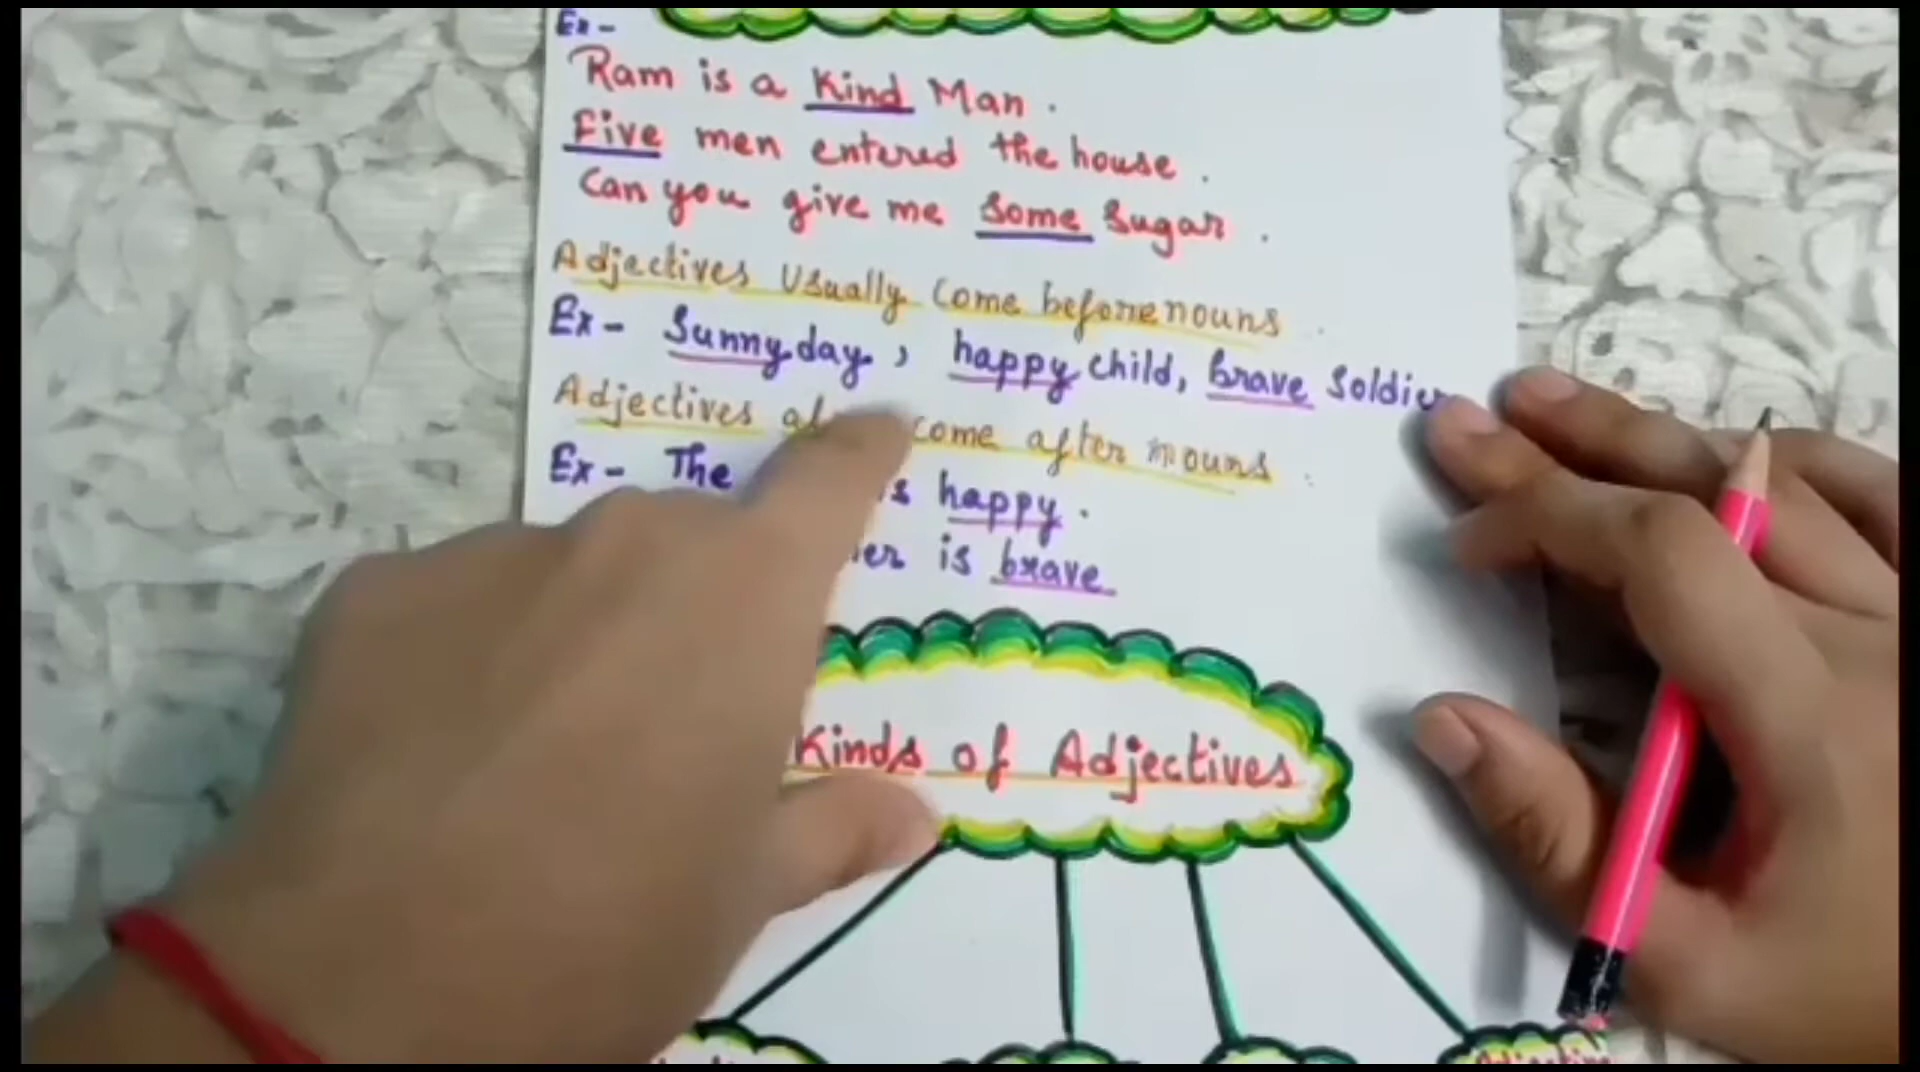 Ex -
Ram is a Kind Man .
Five men entered the house .
Can you give me Some Sugar .
Adjectives Usually Come before nouns .
Ex - Sunny day , happy child, brave Soldier
Adjectives come after nouns .
Ex - The is happy .
is brave
Kinds of Adjectives